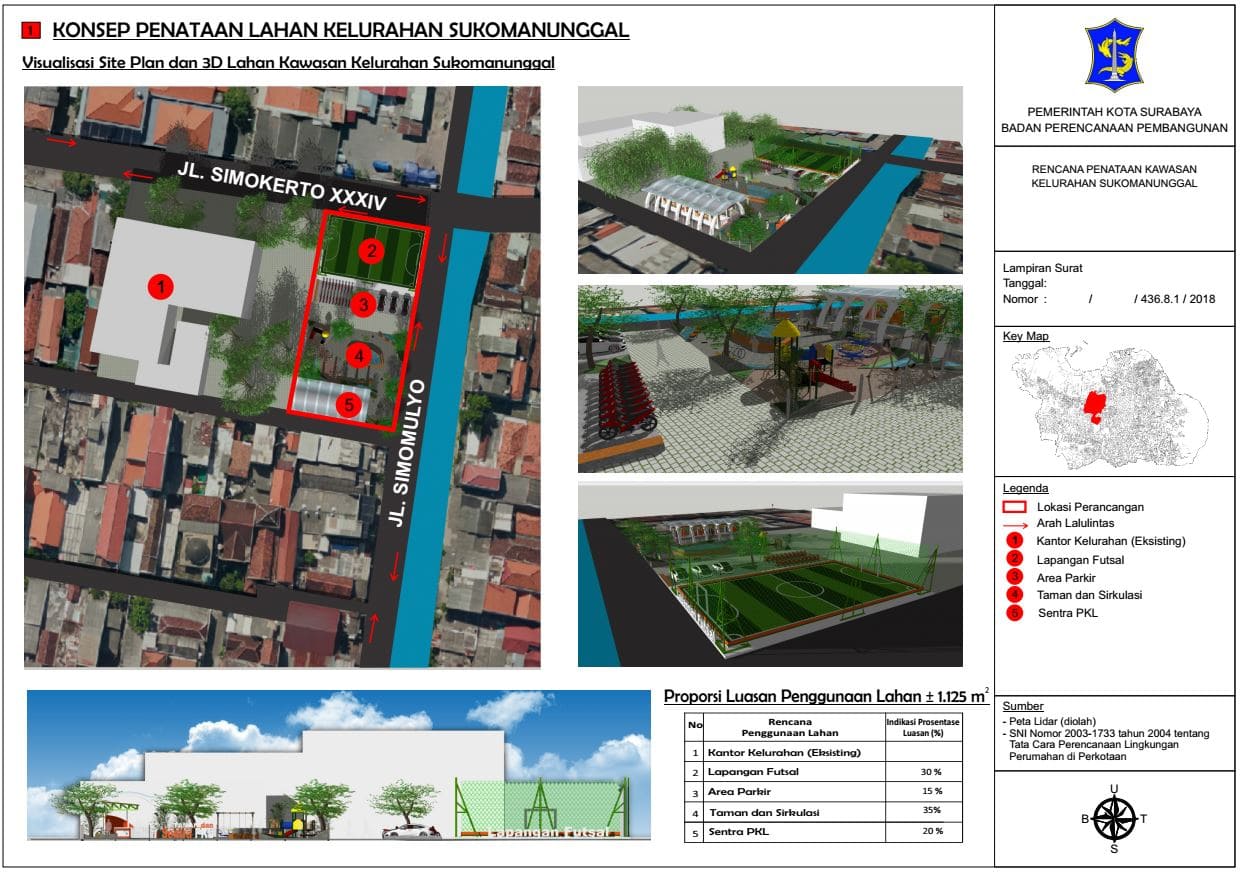 1 KONSEP PENATAAN LAHAN KELURAHAN SUKOMANUNGGAL
Visualisasi Site Plan dan 3D Lahan Kawasan Kelurahan Sukomanunggal
JL. SIMOKERTO XXXIV
JL. SIMOMULYO
1
2
3
4
5
Lapangan Futsal
Proporsi Luasan Penggunaan Lahan ± 1.125 m²
No Rencana Penggunaan Lahan Indikasi Prosentase Luasan (%)
1 Kantor Kelurahan (Eksisting)
2 Lapangan Futsal 30 %
3 Area Parkir 15 %
4 Taman dan Sirkulasi 35%
5 Sentra PKL 20 %
PEMERINTAH KOTA SURABAYA
BADAN PERENCANAAN PEMBANGUNAN
RENCANA PENATAAN KAWASAN
KELURAHAN SUKOMANUNGGAL
Lampiran Surat
Tanggal:
Nomor : / / 436.8.1 / 2018
Key Map
Legenda
Lokasi Perancangan
Arah Lalulintas
1 Kantor Kelurahan (Eksisting)
2 Lapangan Futsal
3 Area Parkir
4 Taman dan Sirkulasi
5 Sentra PKL
Sumber
- Peta Lidar (diolah)
- SNI Nomor 2003-1733 tahun 2004 tentang
Tata Cara Perencanaan Lingkungan
Perumahan di Perkotaan
U
B T
S